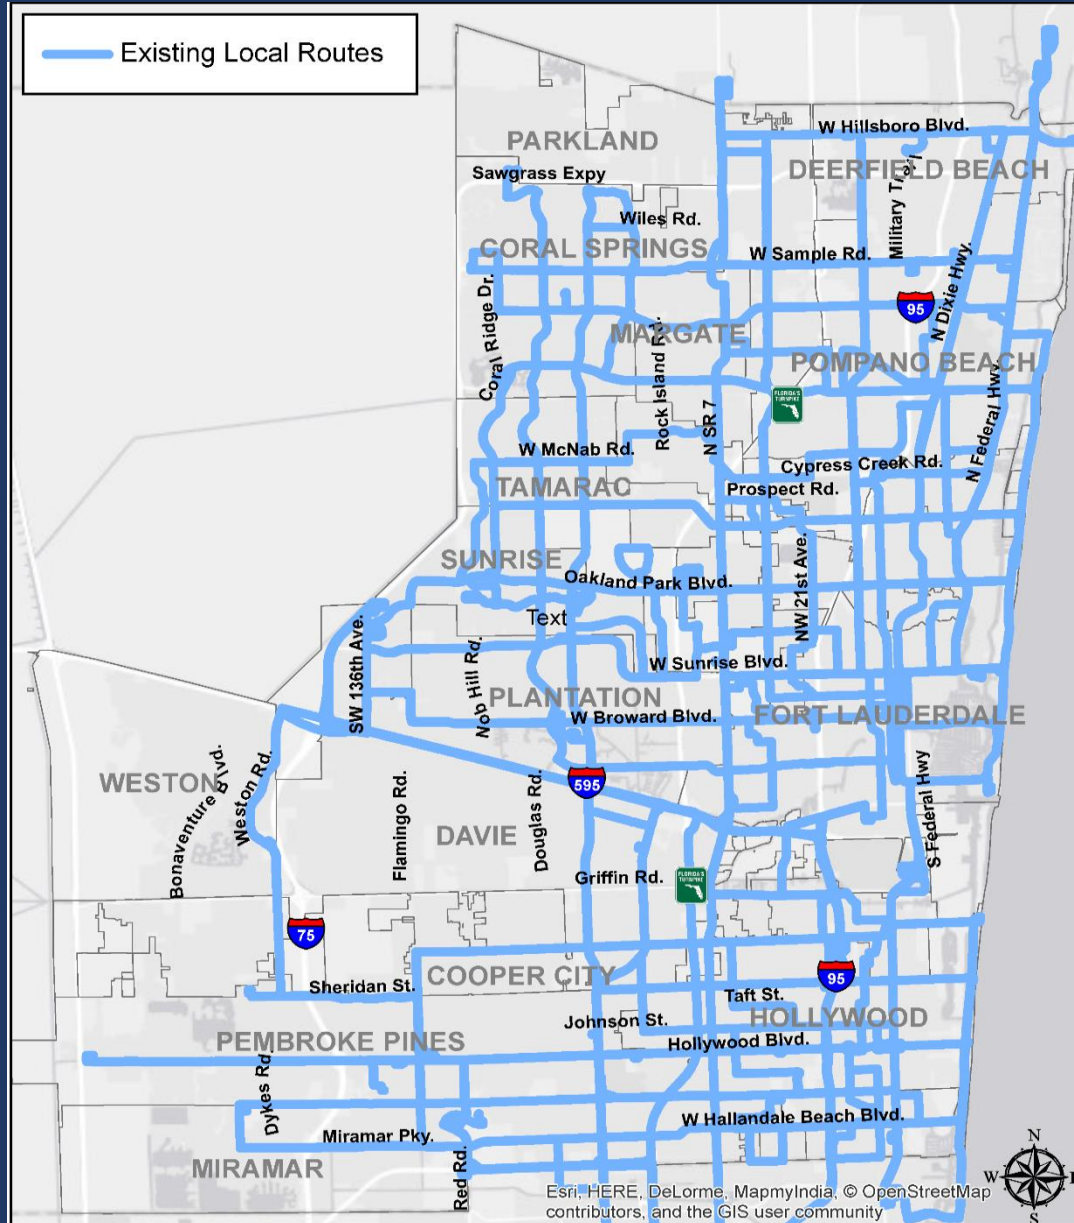 Existing Local Routes
W Hillsboro Blvd.
PARKLAND
DEERFIELD BEACH
Sawgrass Expy
Military Trail
Wiles Rd.
CORAL SPRINGS
W Sample Rd.
95
N Dixie Hwy.
Coral Ridge Dr.
MARGATE
Rock Island Rd.
POMPANO BEACH
FLORIDA'S
TURNPIKE
N SR 7
N Federal Hwy.
W McNab Rd.
Cypress Creek Rd.
TAMARAC
Prospect Rd.
SUNRISE
Oakland Park Blvd.
NW 21st Ave.
Text
SW 136th Ave.
Nob Hill Rd.
W Sunrise Blvd.
PLANTATION
W Broward Blvd.
FORT LAUDERDALE
WESTON
Bonaventure Blvd.
Weston Rd.
595
Flamingo Rd.
Douglas Rd.
S Federal Hwy
DAVIE
Griffin Rd.
FLORIDA'S
TURNPIKE
75
95
COOPER CITY
Sheridan St.
Taft St.
Johnson St.
HOLLYWOOD
PEMBROKE PINES
Hollywood Blvd.
Dykes Rd
W Hallandale Beach Blvd.
Miramar Pky.
MIRAMAR
Red Rd.
N
W
E
S
Esri, HERE, DeLorme, MapmyIndia, © OpenStreetMap
contributors, and the GIS user community